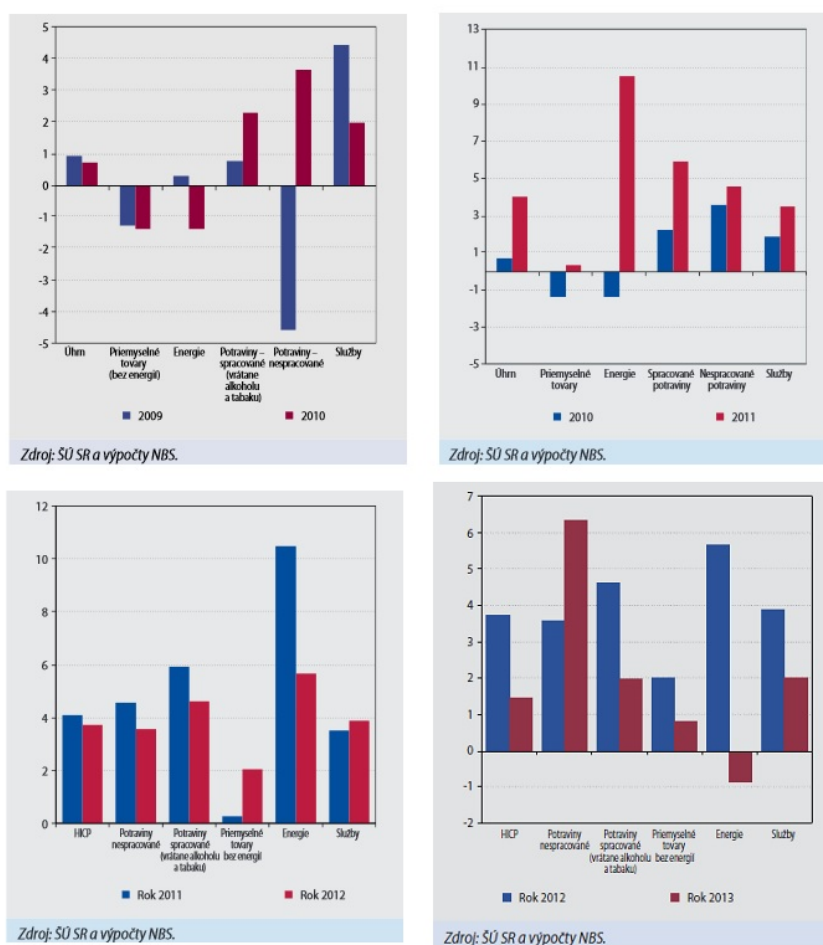 5
4
3
2
1
0
-1
-2
-3
-4
-5
Úhrn Priemyselné Energie Potraviny – Potraviny – Služby
tovary spracované nespracované
(bez energií) (vrátane
alkoholu
a tabaku)
2009 2010
Zdroj: ŠÚ SR a výpočty NBS.
13
11
9
7
5
3
1
-1
-3
-5
Úhrn Priemyselné Energie Spracované Nespracované Služby
tovary potraviny potraviny
2010 2011
Zdroj: ŠÚ SR a výpočty NBS.
12
10
8
6
4
2
0
HICP Potraviny Potraviny Priemyselné Energie Služby
nespracované spracované tovary
(vrátane alkoholu bez energií
a tabaku)
Rok 2011 Rok 2012
Zdroj: ŠÚ SR a výpočty NBS.
7
6
5
4
3
2
1
0
-1
-2
HICP Potraviny Potraviny Priemyselné Energie Služby
nespracované spracované tovary
(vrátane alkoholu bez energií
a tabaku)
Rok 2012 Rok 2013
Zdroj: ŠÚ SR a výpočty NBS.